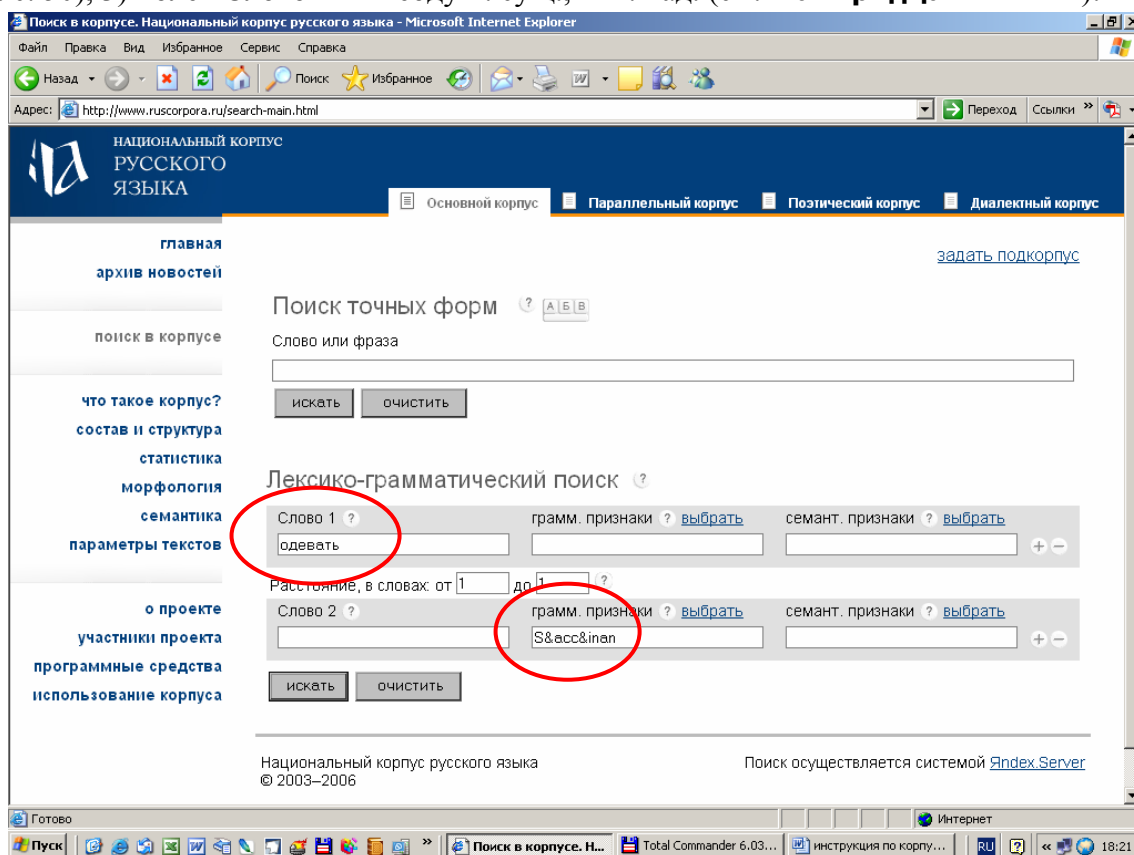 Поиск в корпусе. Национальный корпус русского языка - Microsoft Internet Explorer
Файл Правка Вид Избранное Сервис Справка
Назад Поиск Избранное
Адрес: http://www.ruscorpora.ru/search-main.html Переход Ссылки »
НАЦИОНАЛЬНЫЙ КОРПУС
РУССКОГО
ЯЗЫКА
Основной корпус Параллельный корпус Поэтический корпус Диалектный корпус
главная
архив новостей
задать подкорпус
Поиск точных форм ? А Б В
поиск в корпусе
Слово или фраза
искать очистить
что такое корпус?
состав и структура
статистика
морфология
семантика
параметры текстов
Лексико-грамматический поиск ?
Слово 1 ? грамм. признаки ? выбрать семант. признаки ? выбрать
одевать
Расстояние, в словах: от 1 до 1 ?
Слово 2 ? грамм. признаки ? выбрать семант. признаки ? выбрать
S&acc&inan
искать очистить
о проекте
участники проекта
программные средства
использование корпуса
Национальный корпус русского языка
© 2003–2006
Поиск осуществляется системой Яndex.Server
Готово Интернет
Пуск » Поиск в корпусе. Н... Total Commander 6.03... инструкция по корпу... RU « 18:21